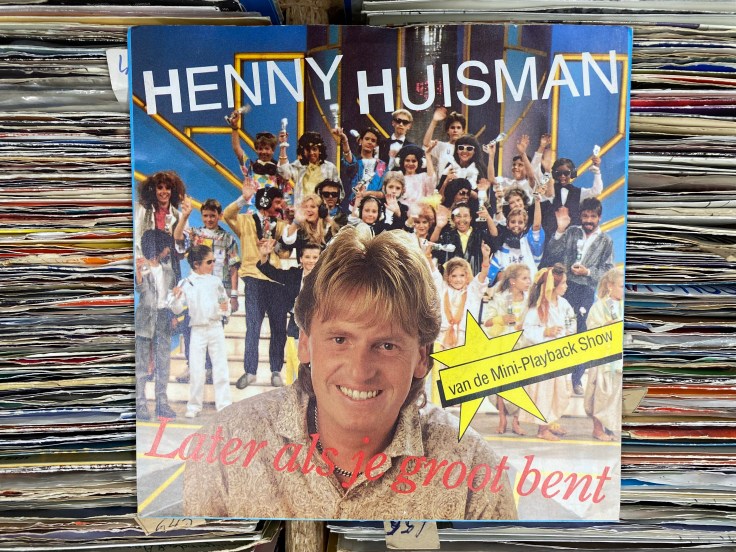 HENNY HUISMAN
van de Mini-Playback Show
Later als je groot bent